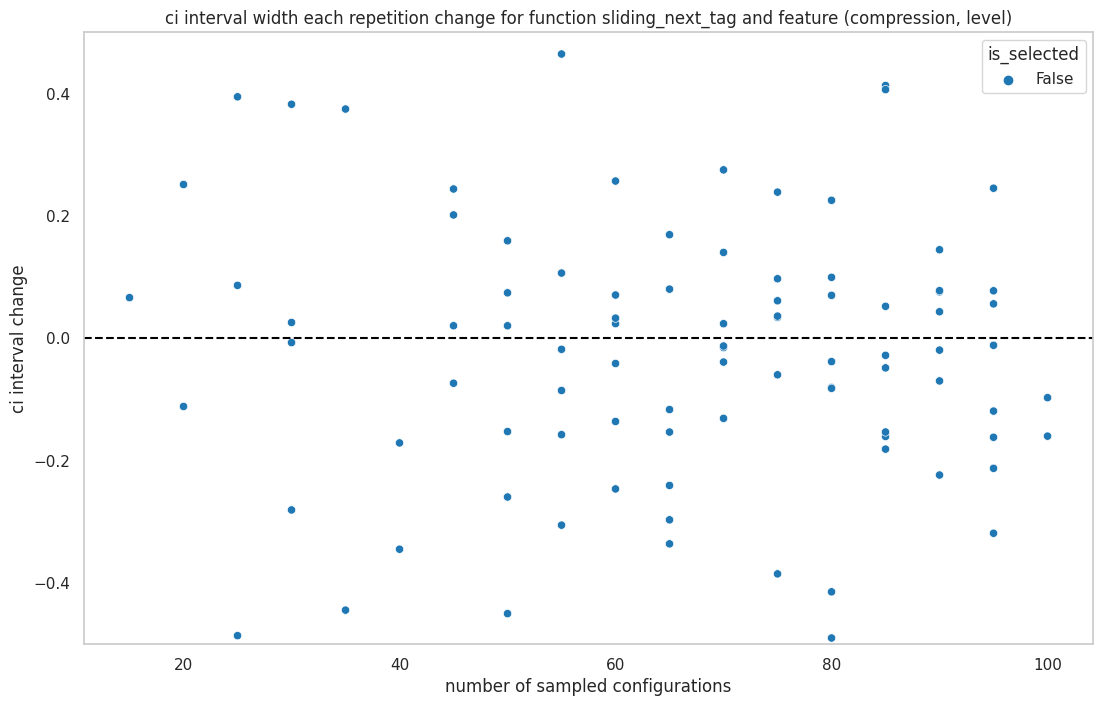 ci interval width each repetition change for function sliding_next_tag and feature (compression, level)
is_selected
False
ci interval change
0.4
0.2
0.0
−0.2
−0.4
20
40
60
80
100
number of sampled configurations